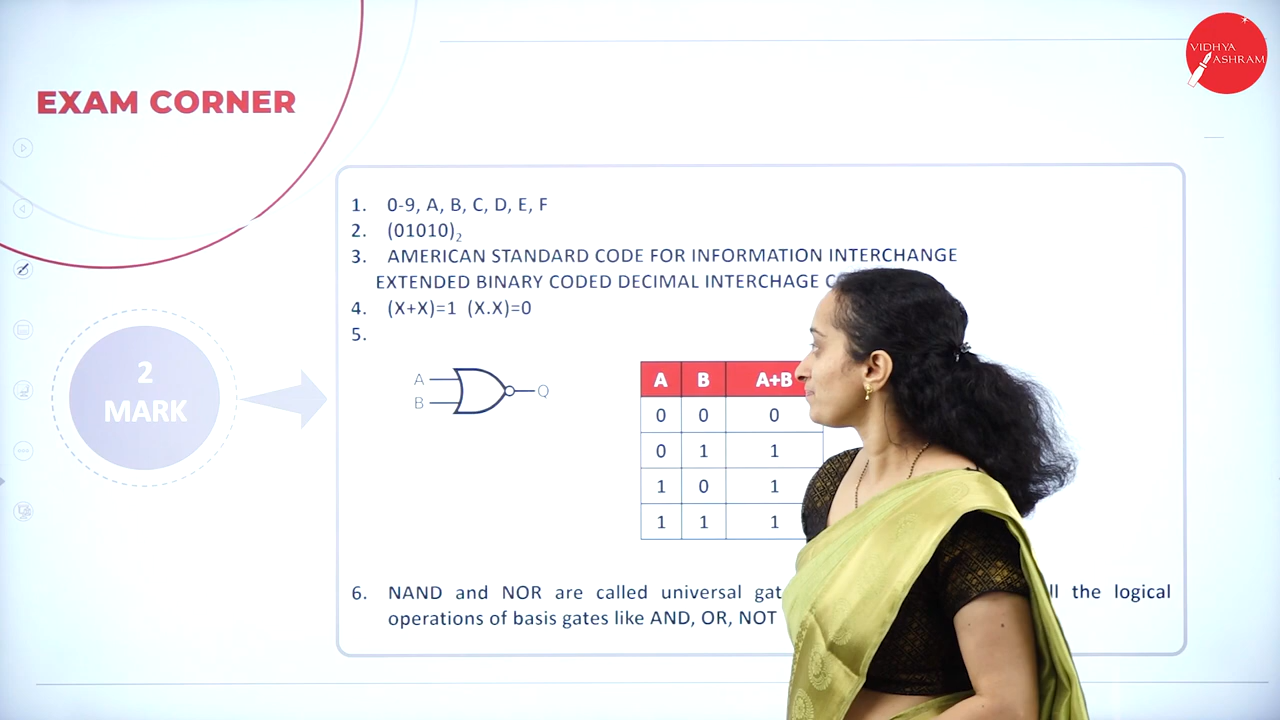 VIDHYA
ASHRAM
EXAM CORNER
1. 0-9, A, B, C, D, E, F
2. (01010)2
3. AMERICAN STANDARD CODE FOR INFORMATION INTERCHANGE
EXTENDED BINARY CODED DECIMAL INTERCHAGE
4. (X+X)=1 (X.X)=0
5.
2
MARK
A
B
Q
A B A+B
0 0 0
0 1 1
1 0 1
1 1 1
6. NAND and NOR are called universal the logical
operations of basis gates like AND, OR, NOT